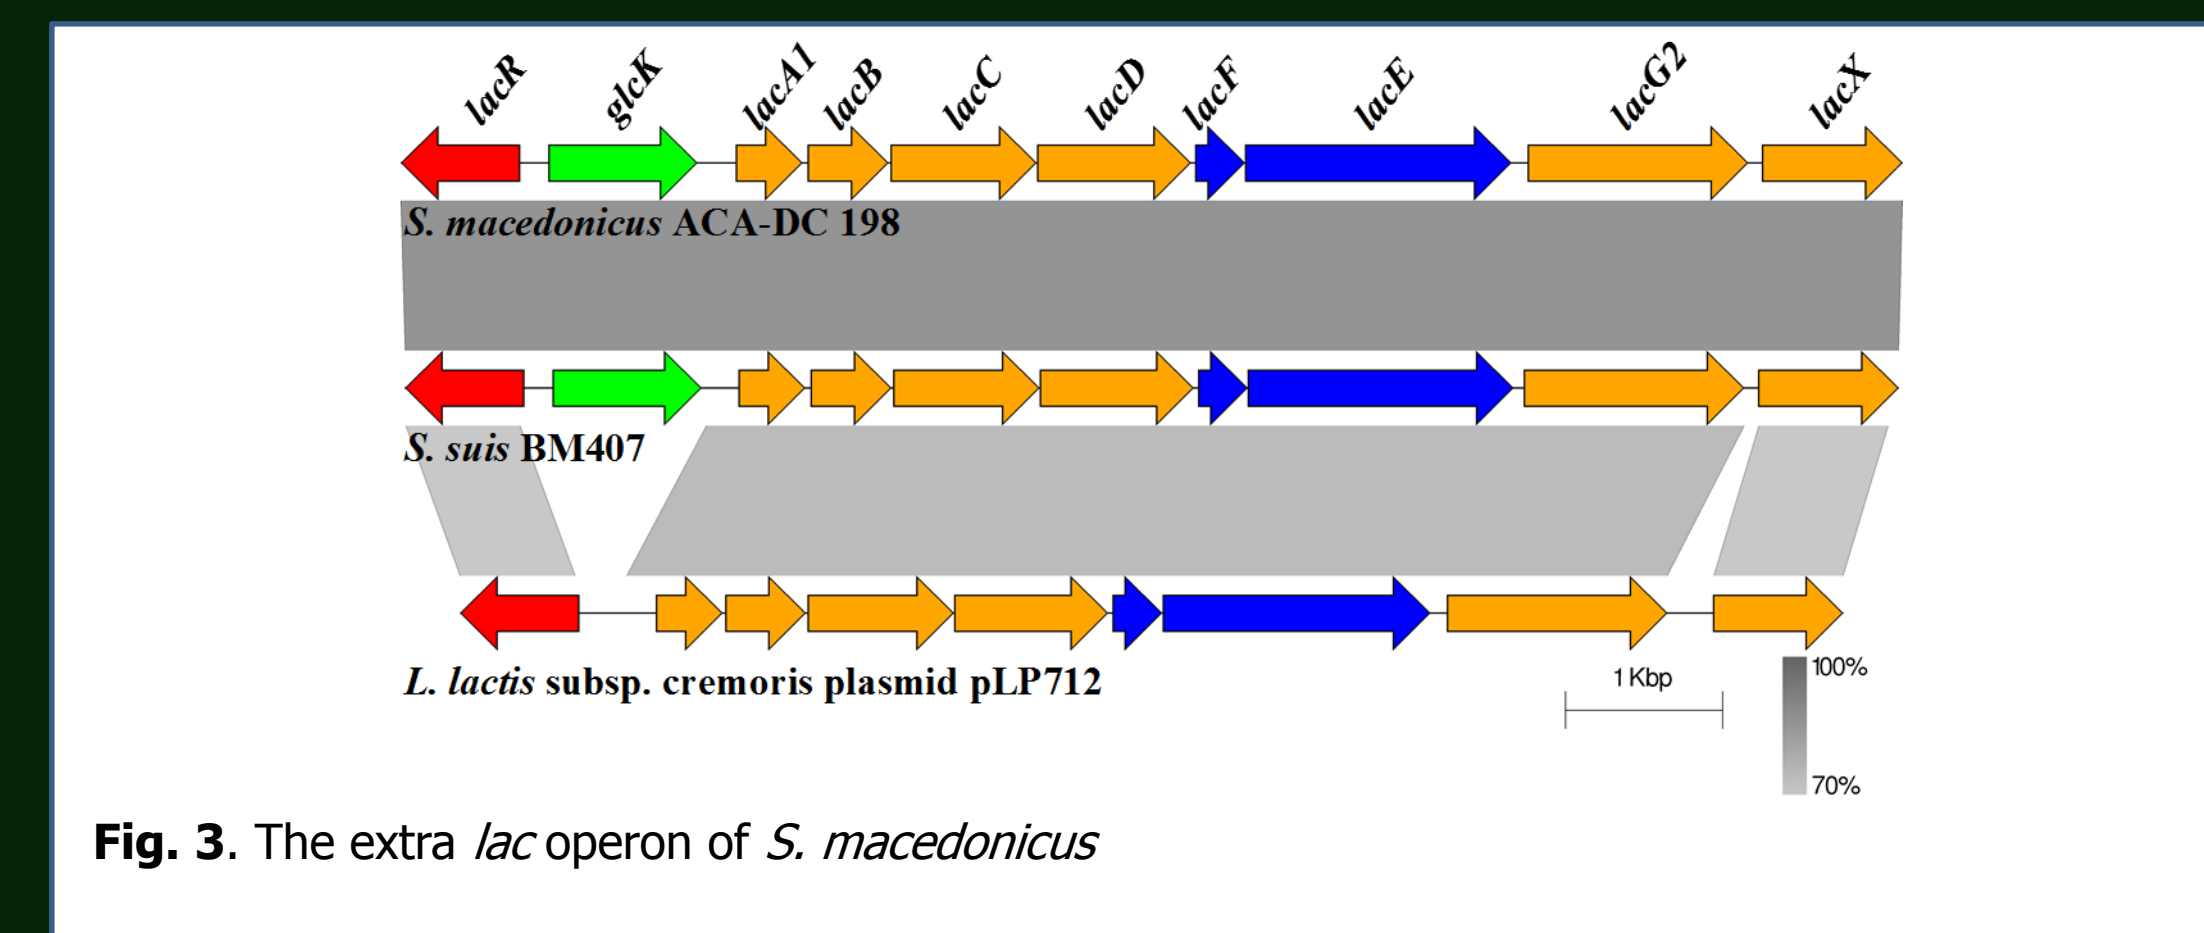 lacR glcK lacA1 lacB lacC lacD lacF lacE lacG2 lacX
S. macedonicus ACA-DC 198
S. suis BM407
L. lactis subsp. cremoris plasmid pLP712
1 Kbp
100%
70%
Fig. 3. The extra lac operon of S. macedonicus